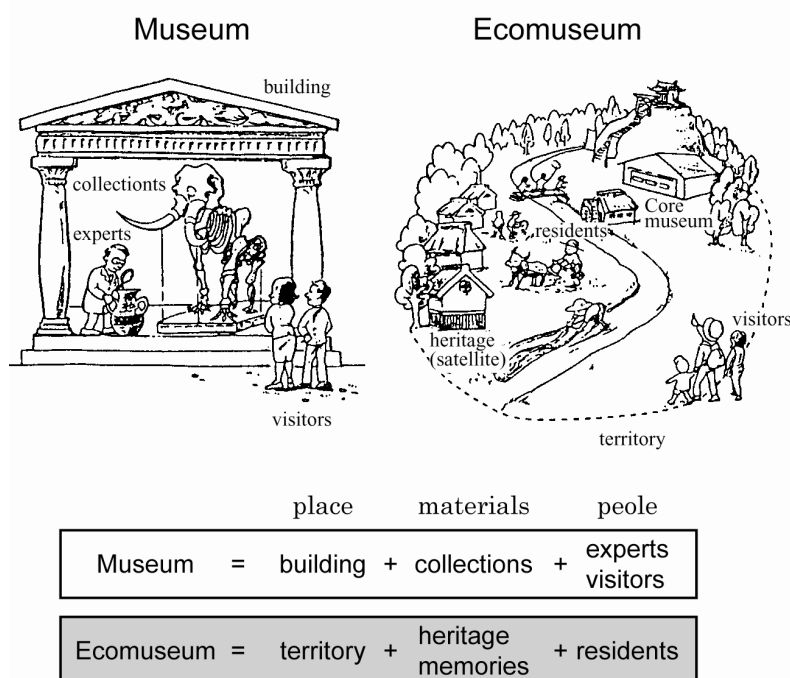 Museum
Ecomuseum
building
collectionts
experts
visitors
residents
Core
museum
heritage
(satellite)
visitors
territory
place materials peole
Museum = building + collections + experts
visitors
Ecomuseum = territory + heritage
memories + residents